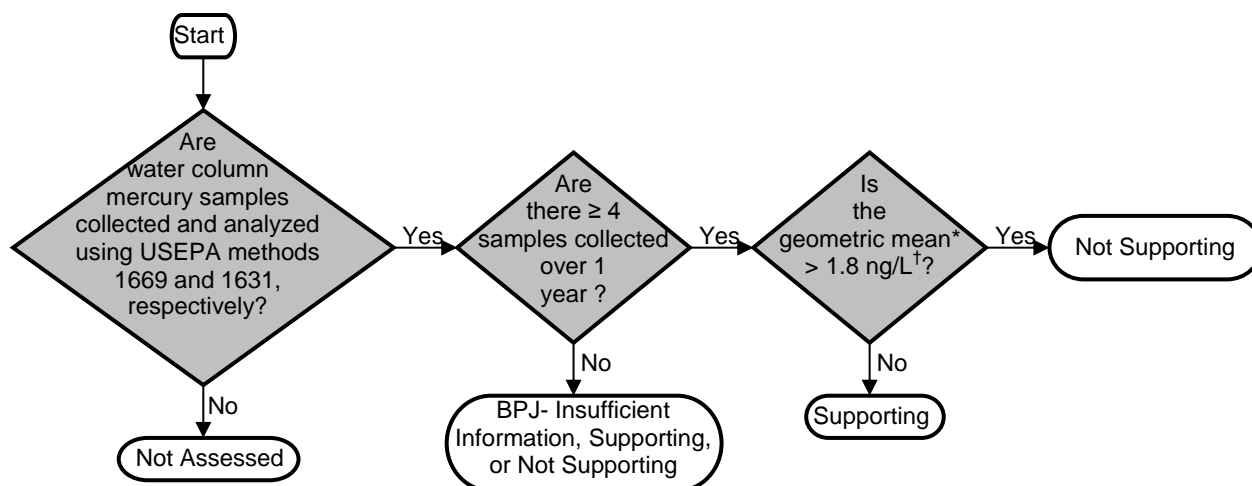 Start
Are
water column
mercury samples
collected and analyzed
using USEPA methods
1669 and 1631,
respectively?
Yes
No
Not Assessed
Are
there ≥ 4
samples collected
over 1
year ?
Yes
No
BPJ- Insufficient
Information, Supporting,
or Not Supporting
Is
the
geometric mean*
> 1.8 ng/L†?
Yes
No
Supporting
Not Supporting